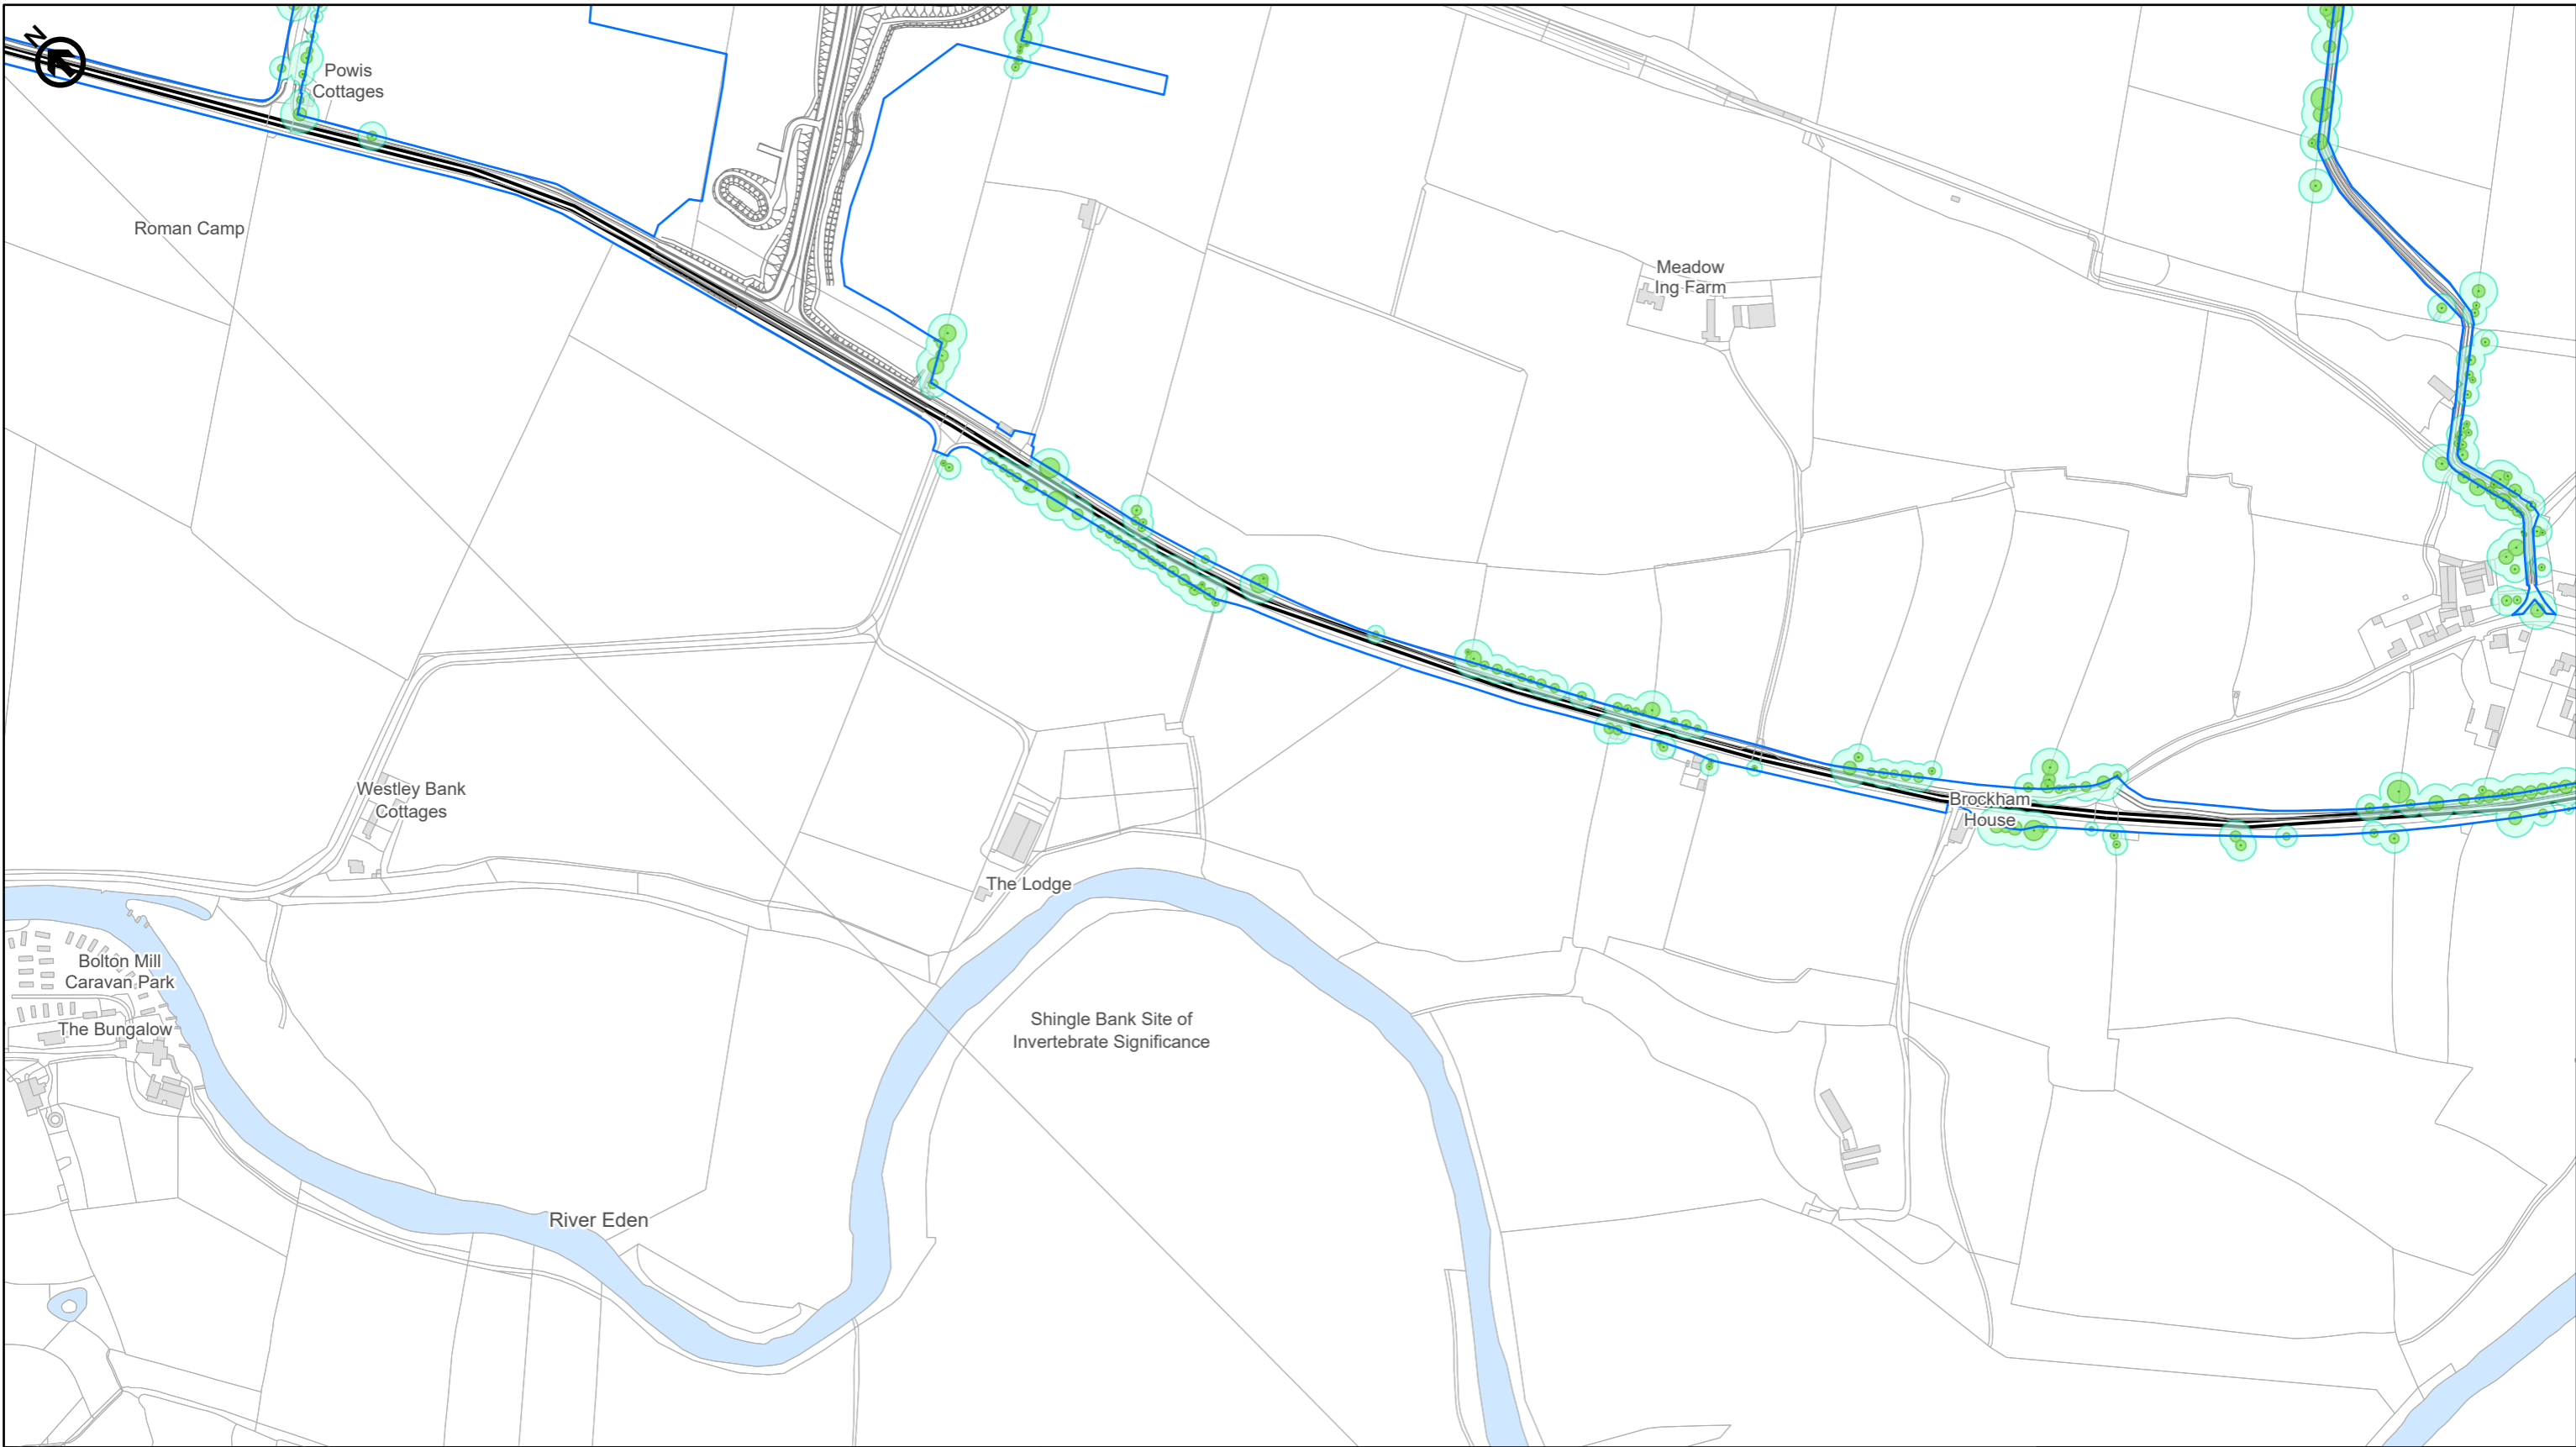 N
Powis
Cottages
Roman Camp
Meadow
Ing Farm
Westley Bank
Cottages
Brockham
House
The Lodge
Bolton Mill
Caravan Park
The Bungalow
Shingle Bank Site of
Invertebrate Significance
River Eden